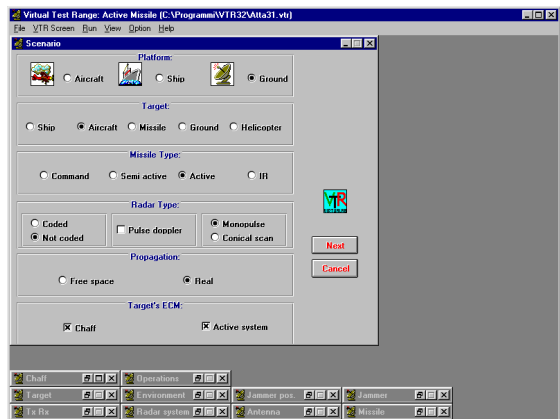 Virtual Test Range: Active Missile (C:\Programmi\VTR32\Atta31.vtr)
File VTR Screen Run View Option Help
Scenario
Platform:
Aircraft Ship Ground
Target:
Ship Aircraft Missile Ground Helicopter
Missile Type:
Command Semi active Active IR
Radar Type:
Coded
Not coded
Pulse doppler
Monopulse
Conical scan
VTR
Next
Cancel
Propagation:
Free space Real
Target's ECM:
Chaff Active system
Chaff Operations
Target Environment Jammer pos. Jammer
Tx Rx Radar system Antenna Missile